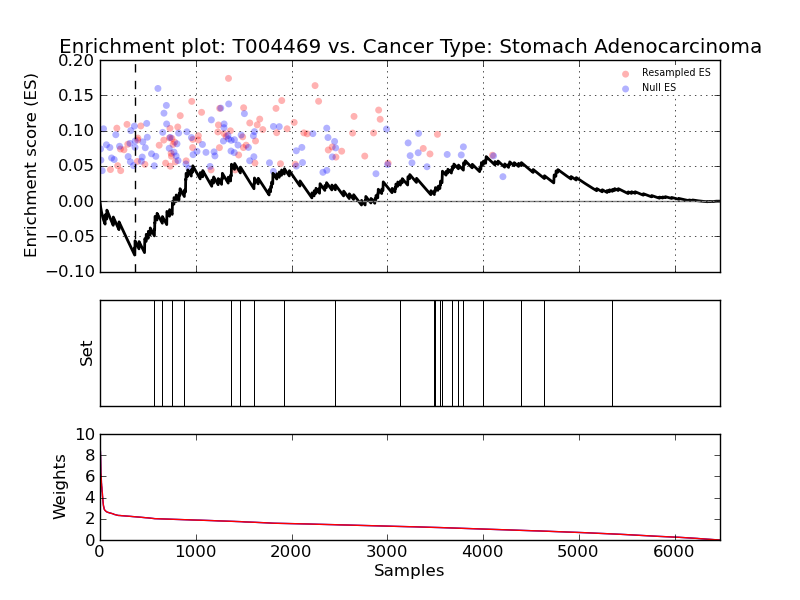 Enrichment plot: T004469 vs. Cancer Type: Stomach Adenocarcinoma
Enrichment score (ES)
0.20
0.15
0.10
0.05
0.00
−0.05
−0.10
Resampled ES
Null ES
Set
Weights
10
8
6
4
2
0
0 1000 2000 3000 4000 5000 6000
Samples